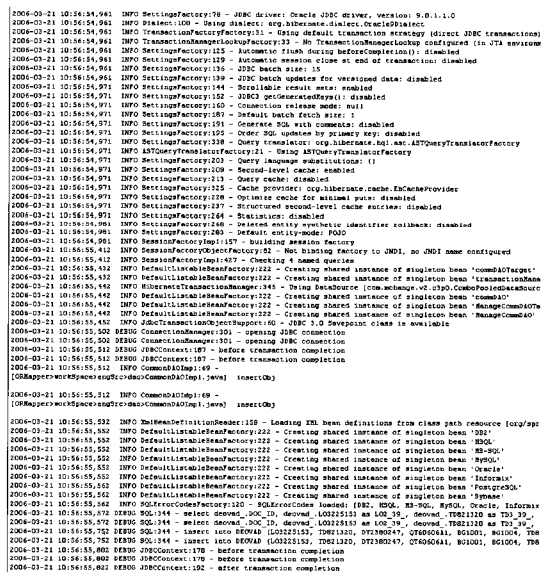 2006-03-21 10:56:54,961 INFO SettingsFactory:78 - JDBC driver: Oracle JDBC driver, version: 9.0.1.1.0
2006-03-21 10:56:54,961 INFO Dialect:100 - Using dialect: org.hibernate.dialect.Oracle9Dialect
2006-03-21 10:56:54,961 INFO TransactionFactoryFactory:31 - Using default transaction strategy (direct JDBC transactions)
2006-03-21 10:56:54,961 INFO TransactionManagerLookupFactory:33 - No TransactionManagerLookup configured (in JTA environm
2006-03-21 10:56:54,961 INFO SettingsFactory:125 - Automatic flush during beforeCompletion(): disabled
2006-03-21 10:56:54,961 INFO SettingsFactory:129 - Automatic session close at end of transaction: disabled
2006-03-21 10:56:54,961 INFO SettingsFactory:136 - JDBC batch size: 15
2006-03-21 10:56:54,961 INFO SettingsFactory:139 - JDBC batch updates for versioned data: disabled
2006-03-21 10:56:54,971 INFO SettingsFactory:144 - Scrollable result sets: enabled
2006-03-21 10:56:54,971 INFO SettingsFactory:152 - JDBC3 getGeneratedKeys(): disabled
2006-03-21 10:56:54,971 INFO SettingsFactory:160 - Connection release mode: null
2006-03-21 10:56:54,971 INFO SettingsFactory:187 - Default batch fetch size: 1
2006-03-21 10:56:54,971 INFO SettingsFactory:191 - Generate SQL with comments: disabled
2006-03-21 10:56:54,971 INFO SettingsFactory:195 - Order SQL updates by primary key: disabled
2006-03-21 10:56:54,971 INFO SettingsFactory:338 - Query translator: org.hibernate.hql.ast.ASTQueryTranslatorFactory
2006-03-21 10:56:54,971 INFO ASTQueryTranslatorFactory:21 - Using ASTQueryTranslatorFactory
2006-03-21 10:56:54,971 INFO SettingsFactory:203 - Query language substitutions: {}
2006-03-21 10:56:54,971 INFO SettingsFactory:209 - Second-level cache: enabled
2006-03-21 10:56:54,971 INFO SettingsFactory:213 - Query cache: disabled
2006-03-21 10:56:54,971 INFO SettingsFactory:325 - Cache provider: org.hibernate.cache.EhCacheProvider
2006-03-21 10:56:54,971 INFO SettingsFactory:228 - Optimize cache for minimal puts: disabled
2006-03-21 10:56:54,971 INFO SettingsFactory:237 - Structured second-level cache entries: disabled
2006-03-21 10:56:54,971 INFO SettingsFactory:264 - Statistics: disabled
2006-03-21 10:56:54,981 INFO SettingsFactory:268 - Deleted entity synthetic identifier rollback: disabled
2006-03-21 10:56:54,981 INFO SettingsFactory:283 - Default entity-mode: POJO
2006-03-21 10:56:54,981 INFO SessionFactoryImpl:157 - building session factory
2006-03-21 10:56:55,412 INFO SessionFactoryObjectFactory:82 - Not binding factory to JNDI, no JNDI name configured
2006-03-21 10:56:55,412 INFO SessionFactoryImpl:427 - Checking 4 named queries
2006-03-21 10:56:55,432 INFO DefaultListableBeanFactory:222 - Creating shared instance of singleton bean 'commDAOTarget'
2006-03-21 10:56:55,432 INFO DefaultListableBeanFactory:222 - Creating shared instance of singleton bean 'transactionMana
2006-03-21 10:56:55,442 INFO HibernateTransactionManager:345 - Using DataSource [com.mchange.v2.c3p0.ComboPooledDataSourc
2006-03-21 10:56:55,442 INFO DefaultListableBeanFactory:222 - Creating shared instance of singleton bean 'commDAO'
2006-03-21 10:56:55,442 INFO DefaultListableBeanFactory:222 - Creating shared instance of singleton bean 'ManageCommDAOTa
2006-03-21 10:56:55,442 INFO DefaultListableBeanFactory:222 - Creating shared instance of singleton bean 'ManageCommDAO'
2006-03-21 10:56:55,452 INFO JdbcTransactionObjectSupport:60 - JDBC 3.0 Savepoint class is available
2006-03-21 10:56:55,502 DEBUG ConnectionManager:301 - opening JDBC connection
2006-03-21 10:56:55,502 DEBUG ConnectionManager:301 - opening JDBC connection
2006-03-21 10:56:55,512 DEBUG JDBCContext:187 - before transaction completion
2006-03-21 10:56:55,512 DEBUG JDBCContext:187 - before transaction completion
2006-03-21 10:56:55,512 INFO CommonDAOImpl:69 -
[ORMapper>workSpace>engSrc>dao>CommonDAOImpl.java] insertObj
2006-03-21 10:56:55,512 INFO CommonDAOImpl:69 -
[ORMapper>workSpace>engSrc>dao>CommonDAOImpl.java] insertObj
2006-03-21 10:56:55,532 INFO XmlBeanDefinitionReader:158 - Loading XML bean definitions from class path resource [org/spr
2006-03-21 10:56:55,552 INFO DefaultListableBeanFactory:222 - Creating shared instance of singleton bean 'DB2'
2006-03-21 10:56:55,552 INFO DefaultListableBeanFactory:222 - Creating shared instance of singleton bean 'HSQL'
2006-03-21 10:56:55,552 INFO DefaultListableBeanFactory:222 - Creating shared instance of singleton bean 'MS-SQL'
2006-03-21 10:56:55,552 INFO DefaultListableBeanFactory:222 - Creating shared instance of singleton bean 'MySQL'
2006-03-21 10:56:55,552 INFO DefaultListableBeanFactory:222 - Creating shared instance of singleton bean 'Oracle'
2006-03-21 10:56:55,552 INFO DefaultListableBeanFactory:222 - Creating shared instance of singleton bean 'Informix'
2006-03-21 10:56:55,552 INFO DefaultListableBeanFactory:222 - Creating shared instance of singleton bean 'PostgreSQL'
2006-03-21 10:56:55,562 INFO DefaultListableBeanFactory:222 - Creating shared instance of singleton bean 'Sybase'
2006-03-21 10:56:55,562 INFO SQLErrorCodesFactory:120 - SQLErrorCodes loaded: [DB2, HSQL, MS-SQL, MySQL, Oracle, Informix
2006-03-21 10:56:55,572 DEBUG SQL:344 - select deovad_.DOC_ID, deovad_.LO3225153 as LO2_39_, deovad_.TD821320 as TD3_39_,
2006-03-21 10:56:55,572 DEBUG SQL:344 - select deovad_.DOC_ID, deovad_.LO3225153 as LO2_39_, deovad_.TD821320 as TD3_39_,
2006-03-21 10:56:55,752 DEBUG SQL:344 - insert into DEOVAD (LO3225153, TD821320, DT2380247, QT6060641, BG1001, BG1004, TD8
2006-03-21 10:56:55,752 DEBUG SQL:344 - insert into DEOVAD (LO3225153, TD821320, DT2380247, QT6060641, BG1001, BG1004, TD8
2006-03-21 10:56:55,802 DEBUG JDBCContext:178 - before transaction completion
2006-03-21 10:56:55,802 DEBUG JDBCContext:178 - before transaction completion
2006-03-21 10:56:55,802 DEBUG JDBCContext:192 - after transaction completion